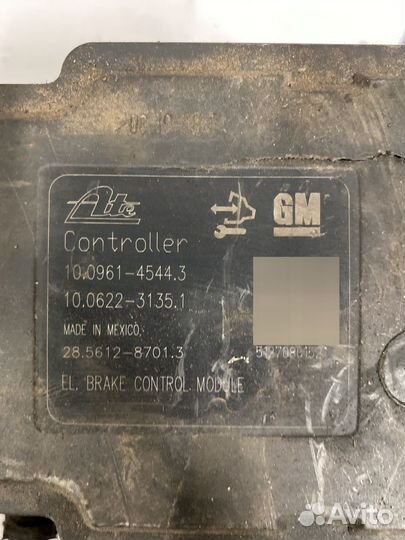 Ate
GM
Controller
10.0961-4544.3
10.0622-3135.1
MADE IN MEXICO
28.5612-8701.3
EL. BRAKE CONTROL MODULE
Avito